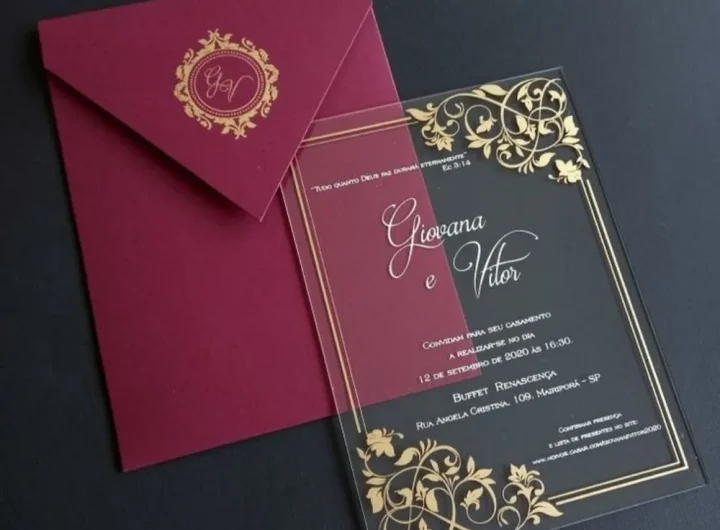 GV
"Tudo quanto Deus faz durará eternamente"
Ec 3:14
Giovana
e Vitor
Convidam para seu casamento
a realizar-se no dia
12 de setembro de 2020 às 16:30.
Buffet Renascença
Rua Angela Cristina, 109, Mairiporã - SP
Confirmar presença
e lista de presentes no site:
www.noivos.casar.com/giovanaevitor2020